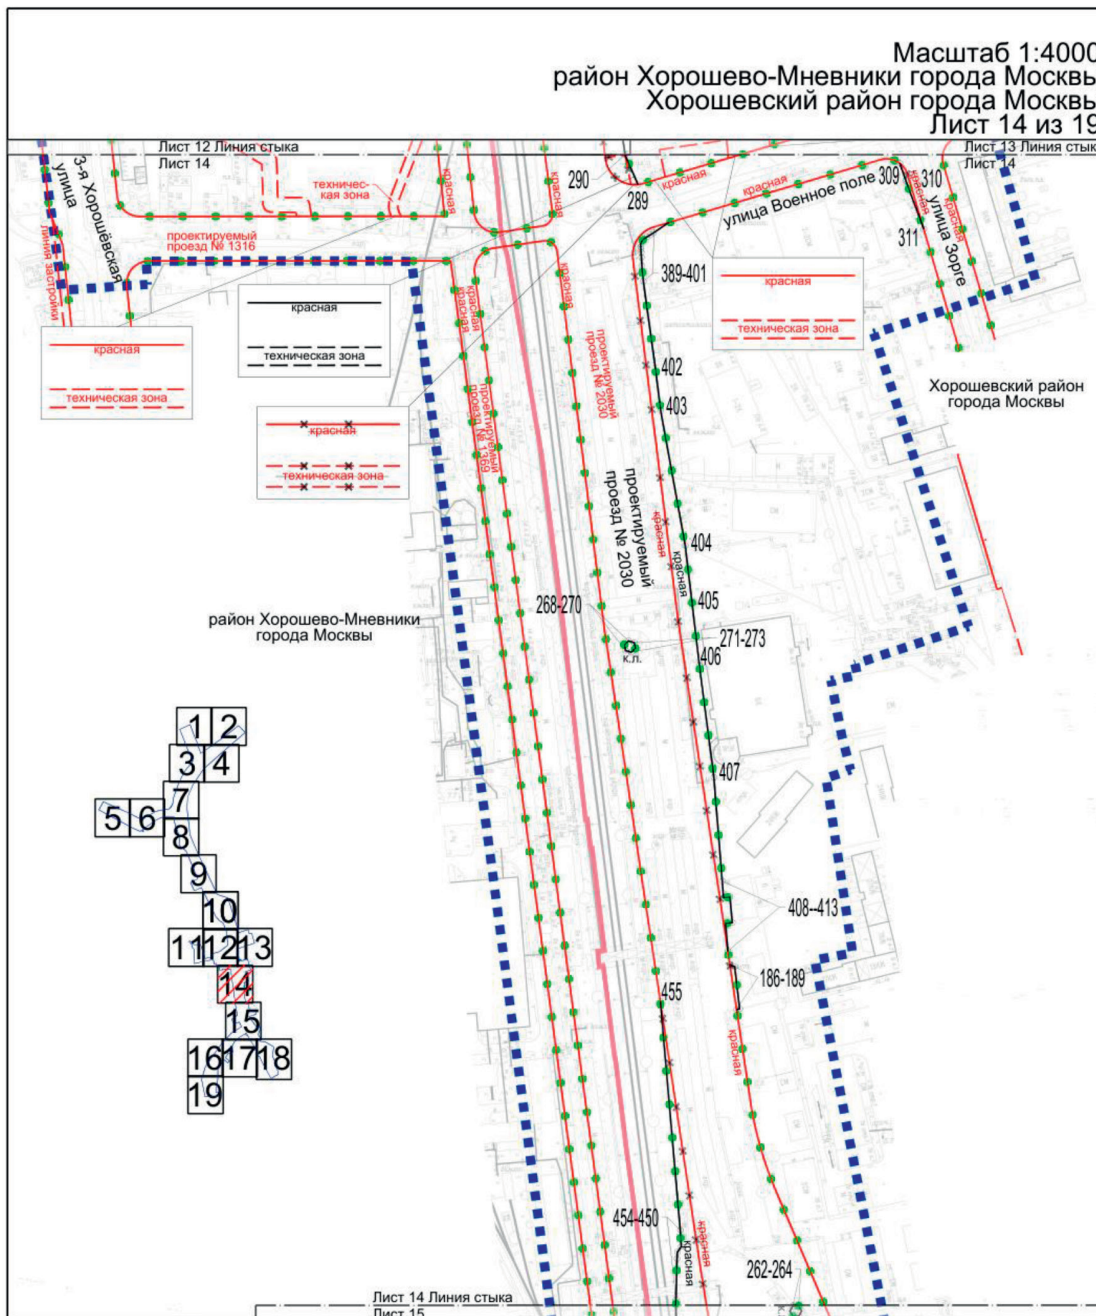 Масштаб 1:4000
район Хорошево-Мневники города Москвы
Хорошевский район города Москвы
Лист 14 из 19
Лист 12 Линия стыка
Лист 14
Лист 13 Линия стыка
Лист 14
3-я Хорошёвская
улица
техничес-
кая зона
красная
красная
290
289
красная
красная
улица Военное поле
309
310
красная
красная
улица Зорге
311
линия застройки
проектируемый
проезд № 1316
389-401
красная
техническая зона
красная
техническая зона
красная
техническая зона
красная
техническая зона
красная
красная
красная
проектируемый
проезд № 1369
проектируемый
проезд № 2030
402
403
Хорошевский район
города Москвы
проектируемый
проезд № 2030
красная
красная
404
405
406
268-270
271-273
к.л.
район Хорошево-Мневники
города Москвы
407
408--413
186-189
455
красная
454-450
красная
красная
262-264
1
2
3
4
5
6
7
8
9
10
11
12
13
14
15
16
17
18
19
Лист 14 Линия стыка
Лист 15